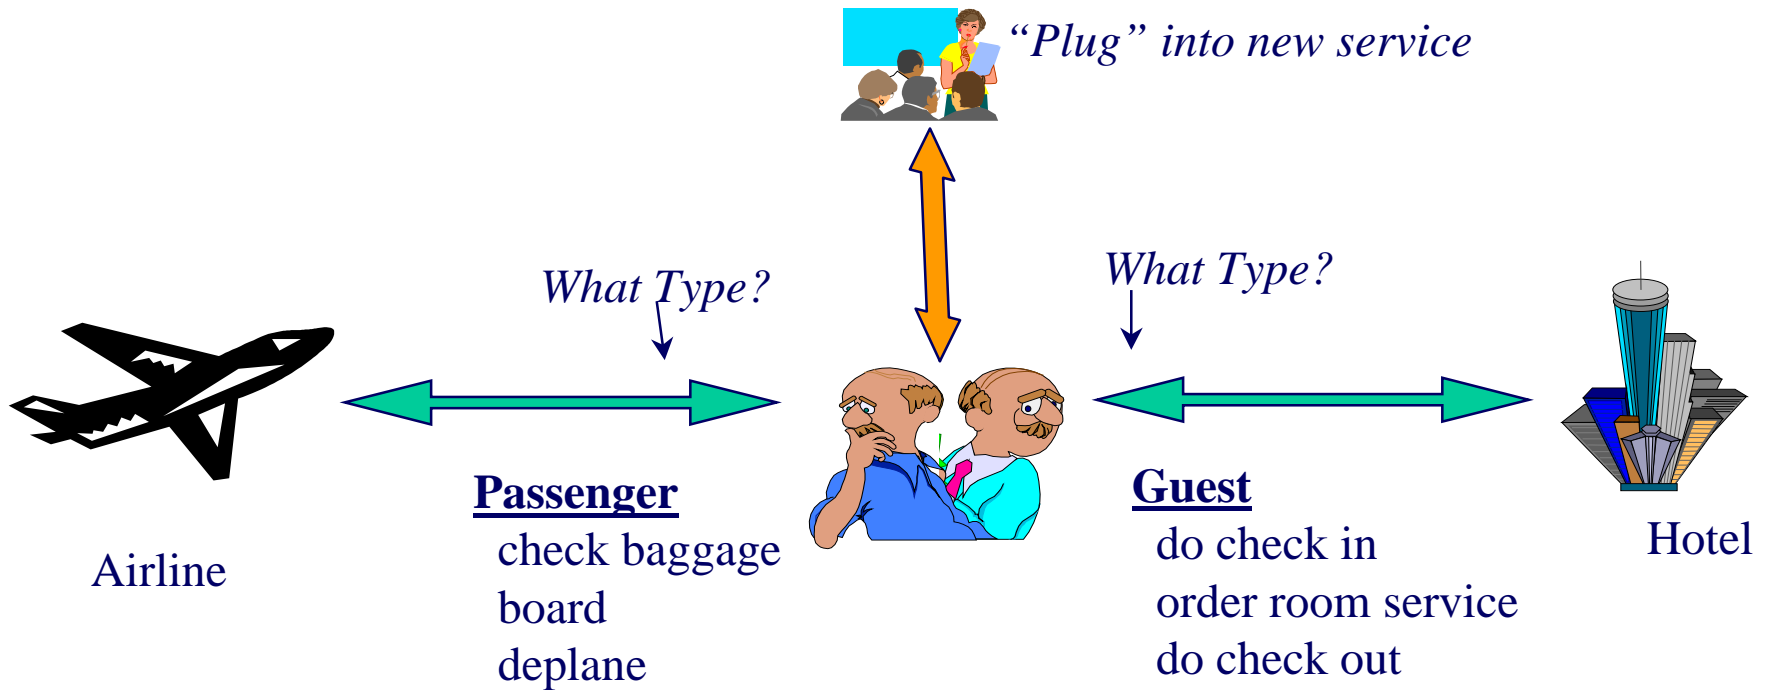 “Plug” into new service
What Type?
What Type?
Passenger
check baggage
board
deplane
Airline
Guest
do check in
order room service
do check out
Hotel